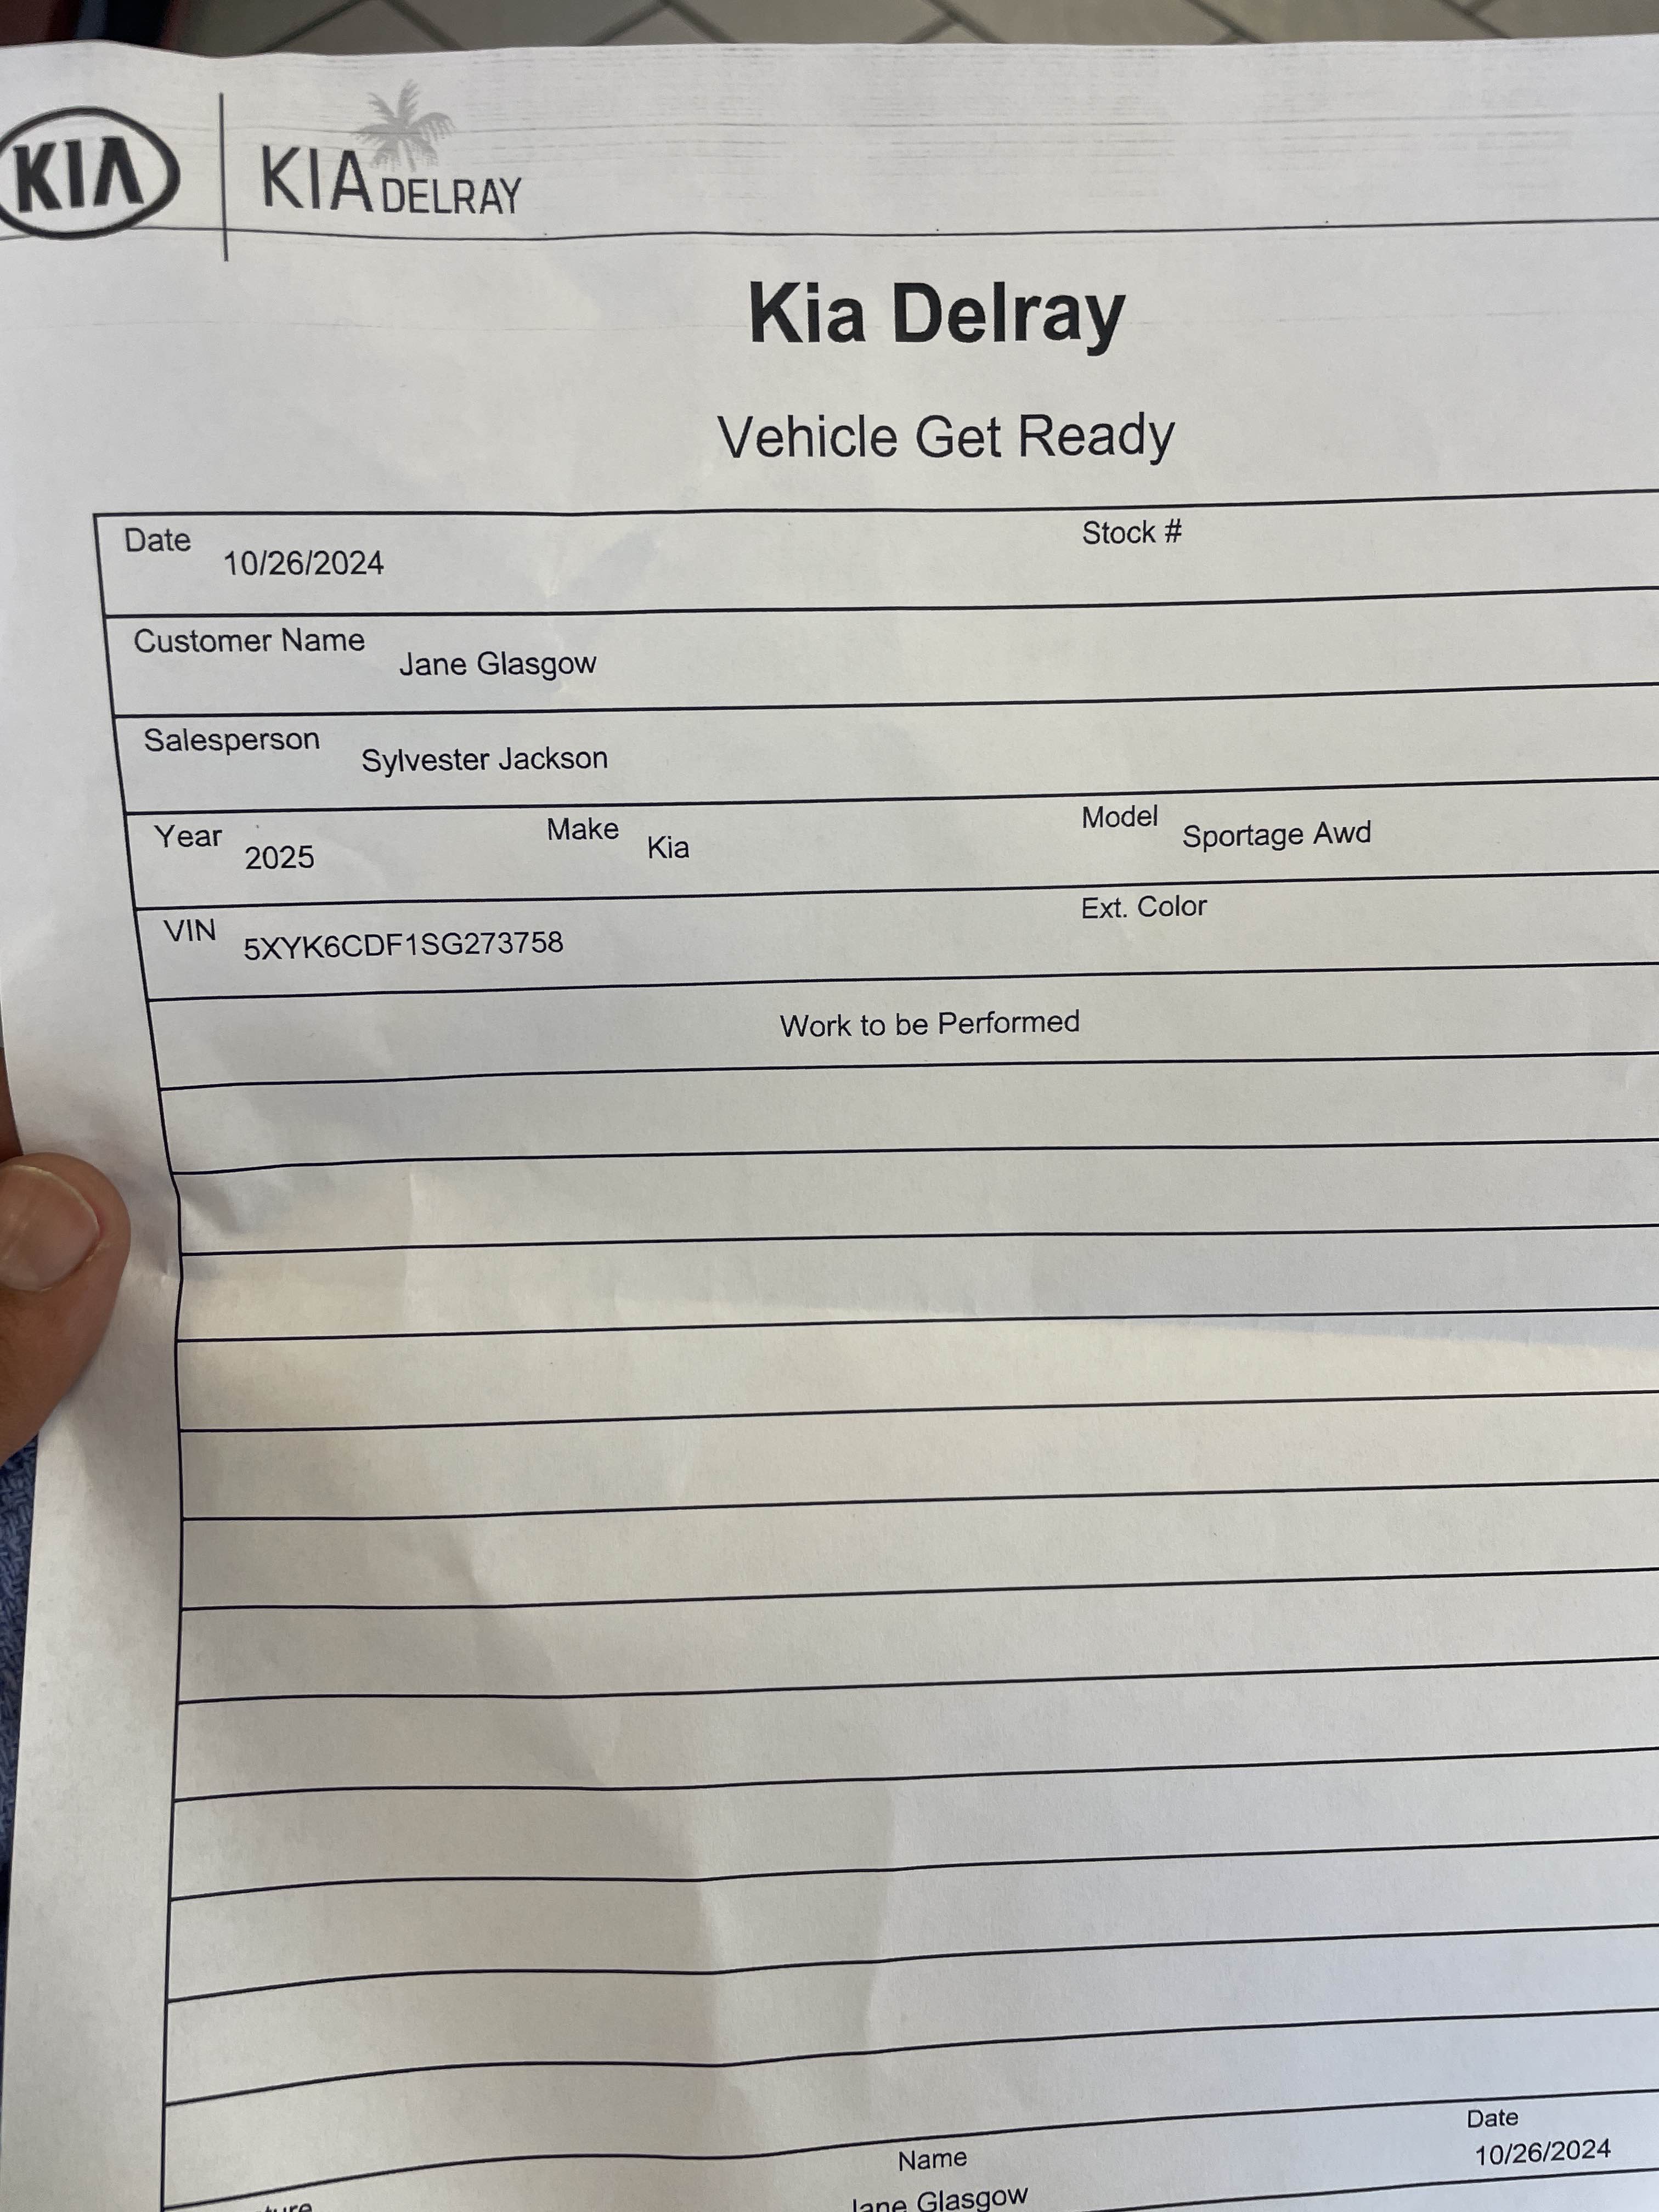 KIA KIA DELRAY
Kia Delray
Vehicle Get Ready
Date 10/26/2024 Stock #
Customer Name Jane Glasgow
Salesperson Sylvester Jackson
Year 2025 Make Kia Model Sportage Awd
VIN 5XYK6CDF1SG273758 Ext. Color
Work to be Performed
Name Date
Jane Glasgow 10/26/2024